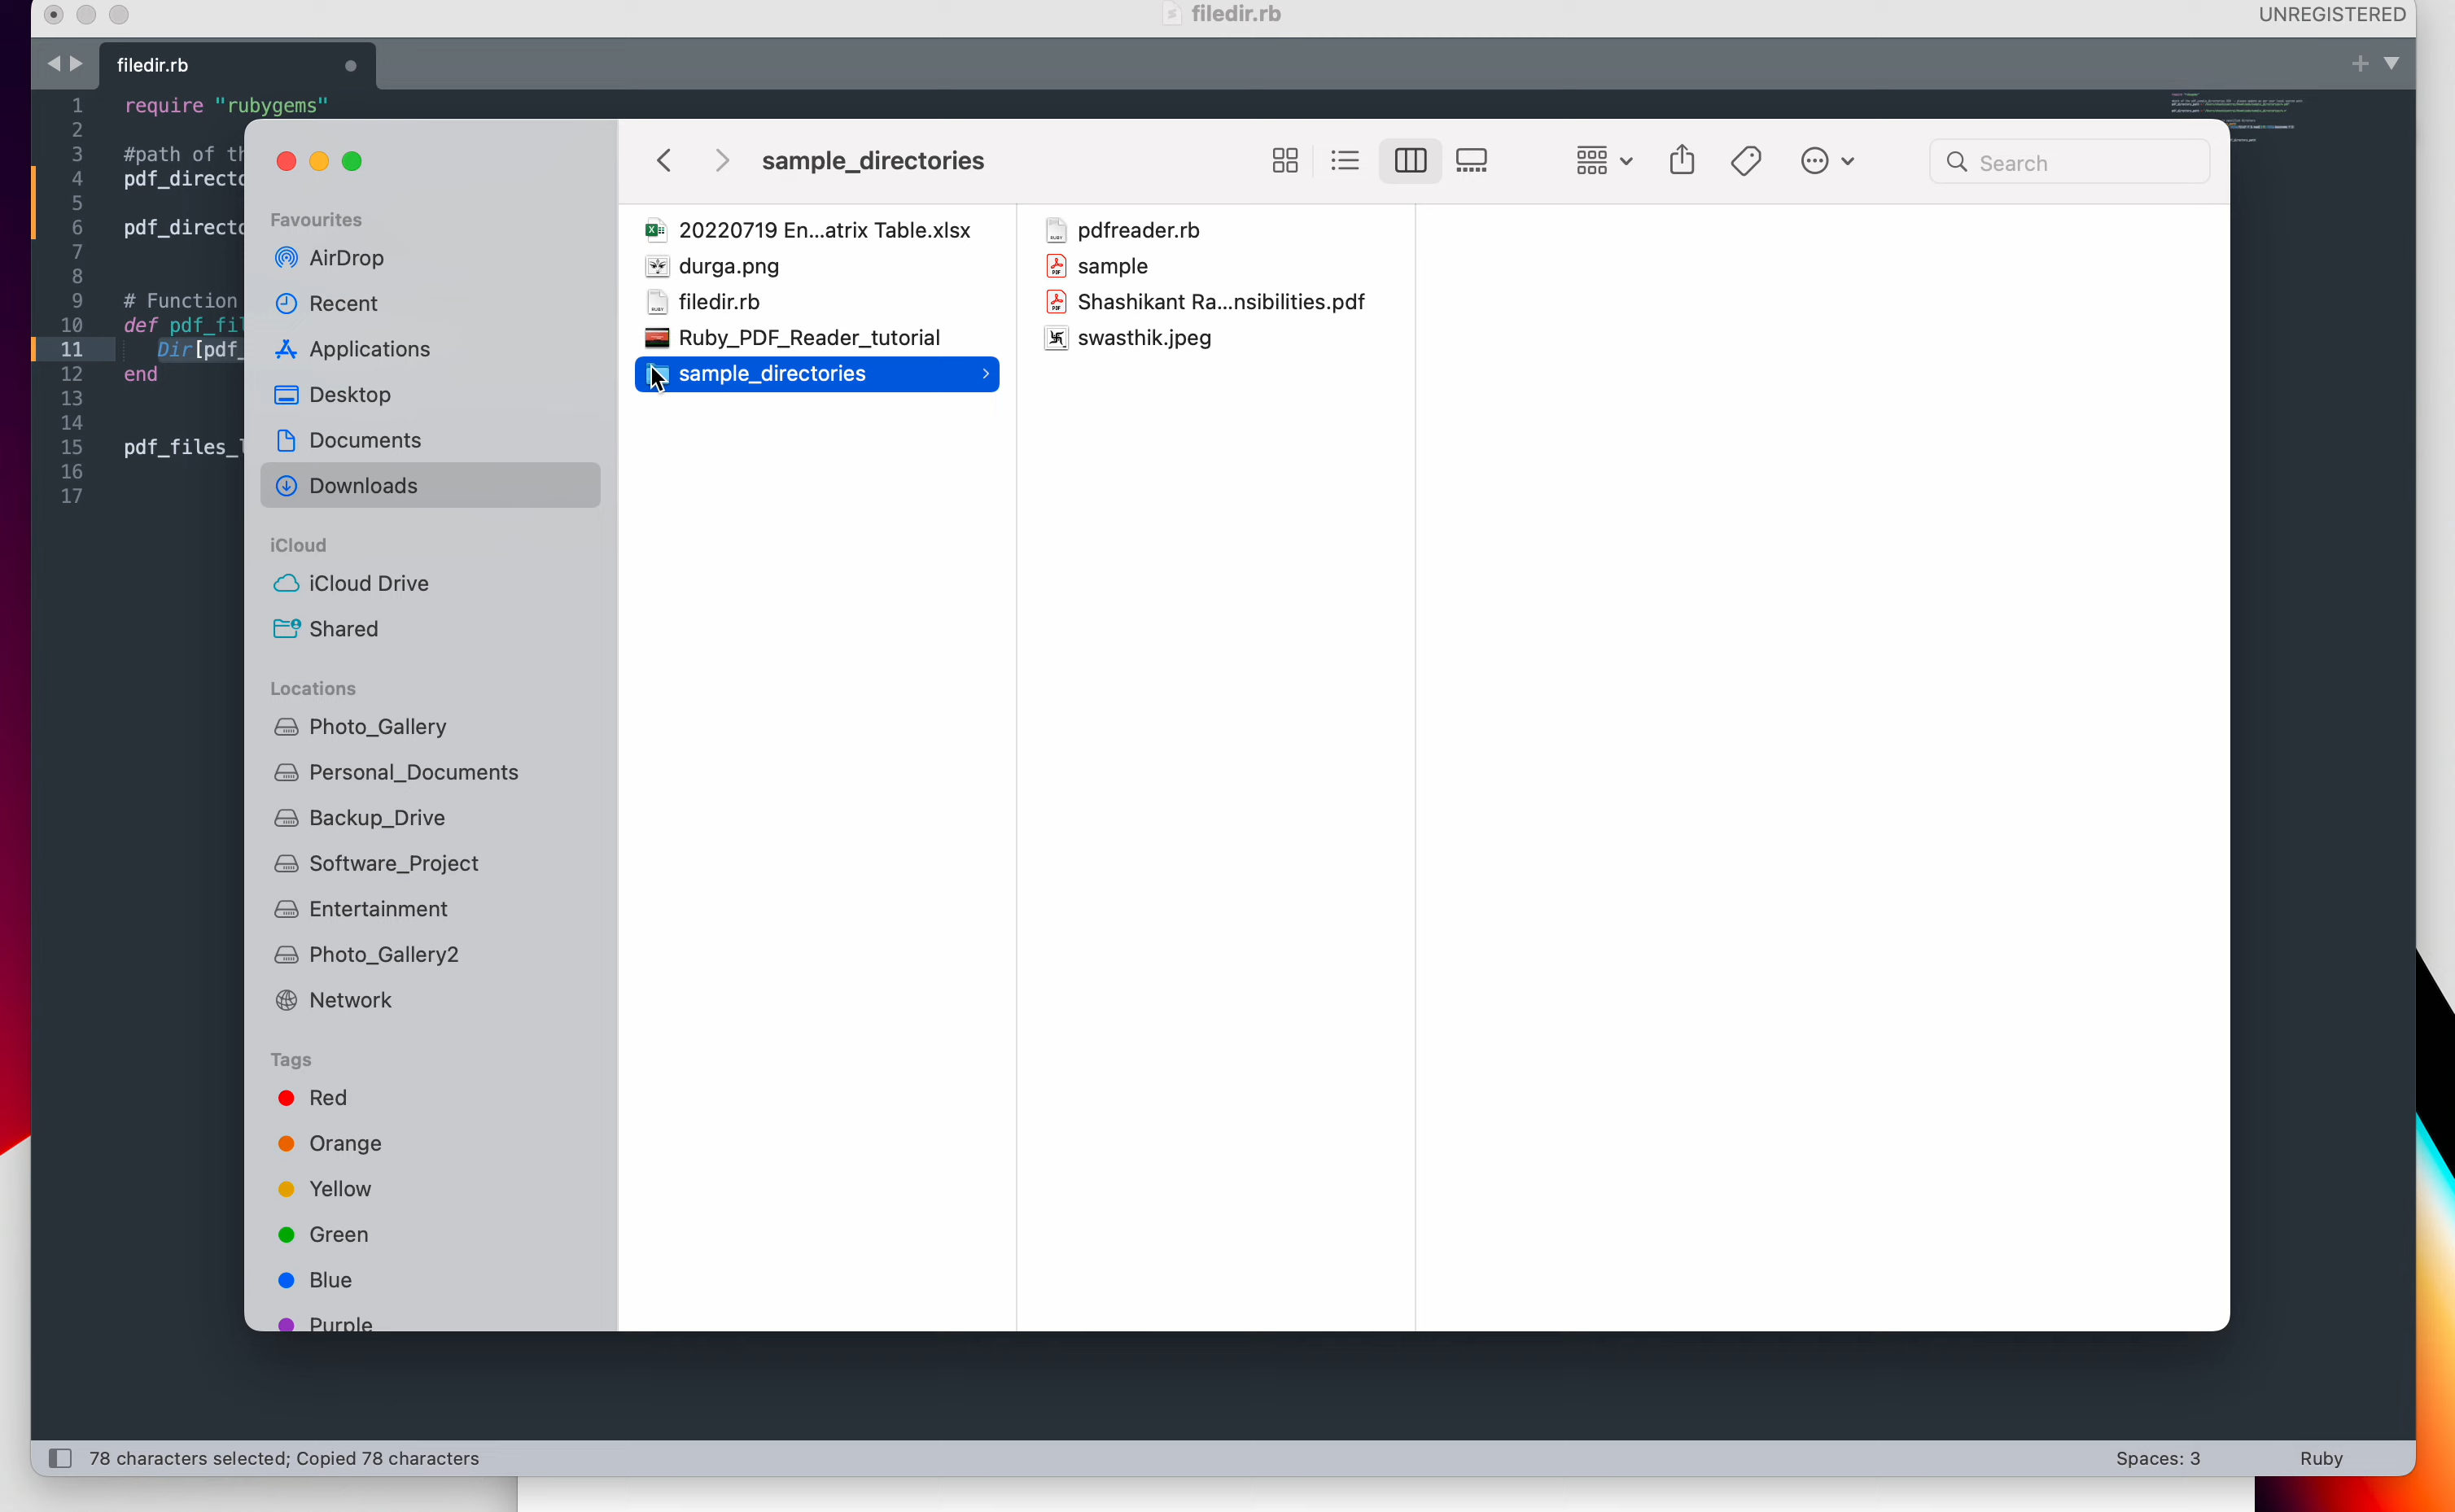 filedir.rb
UNREGISTERED
filedir.rb
1 require "rubygems"
2
3 #path of th
4 pdf_directo
5
6 pdf_directo
7
8
9 # Function
10 def pdf_fil
11 Dir[pdf_
12 end
13
14
15 pdf_files_l
16
17
sample_directories
Search
Favourites
AirDrop
Recent
Applications
Desktop
Documents
Downloads
iCloud
iCloud Drive
Shared
Locations
Photo_Gallery
Personal_Documents
Backup_Drive
Software_Project
Entertainment
Photo_Gallery2
Network
Tags
Red
Orange
Yellow
Green
Blue
Purple
20220719 En...atrix Table.xlsx
durga.png
filedir.rb
Ruby_PDF_Reader_tutorial
sample_directories
pdfreader.rb
sample
Shashikant Ra...nsibilities.pdf
swasthik.jpeg
78 characters selected; Copied 78 characters
Spaces: 3
Ruby